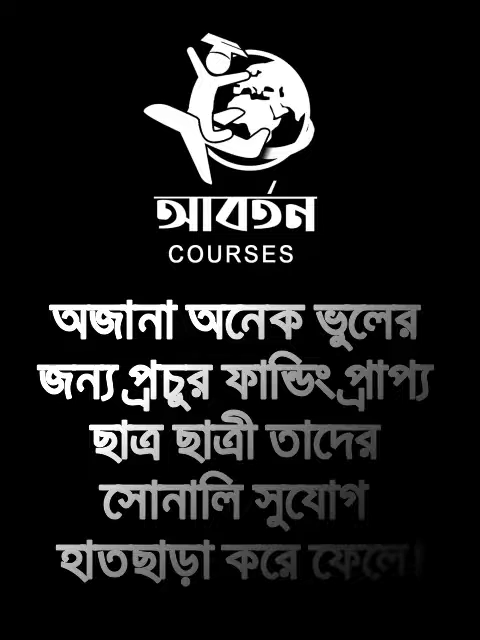 আবর্তন
COURSES
অজানা অনেক ভুলের
জন্য প্রচুর ফান্ডিং প্রাপ্য
ছাত্র ছাত্রী তাদের
সোনালি সুযোগ
হাতছাড়া করে ফেলে।